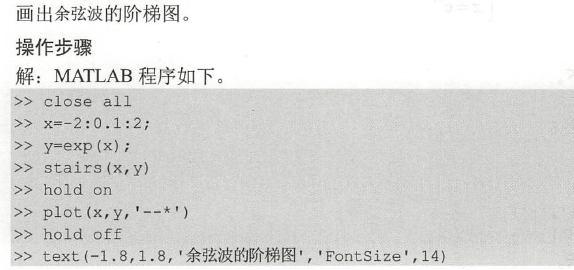 画出余弦波的阶梯图。
操作步骤
解：MATLAB 程序如下。
>> close all
>> x=-2:0.1:2;
>> y=exp(x);
>> stairs(x,y)
>> hold on
>> plot(x,y,'--*')
>> hold off
>> text(-1.8,1.8,'余弦波的阶梯图','FontSize',14)